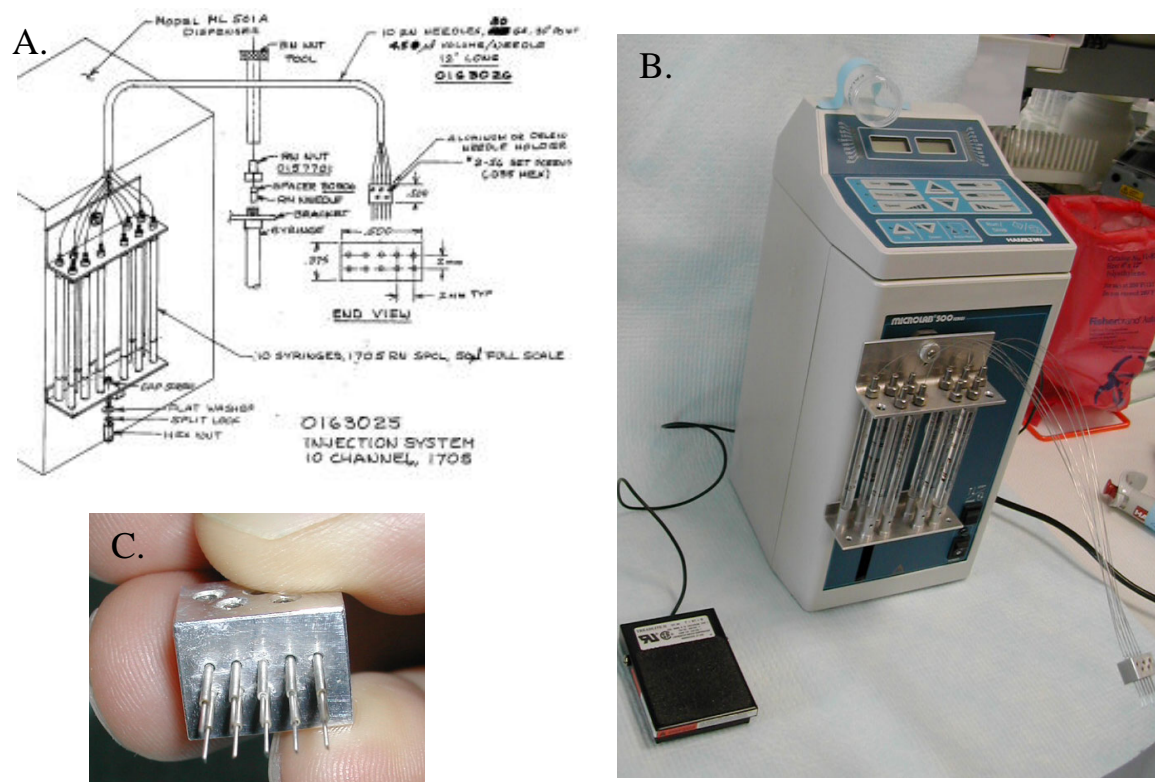 A.
MODEL ML 501A
DISPENSER
RN NUT
TOOL
10 RN NEEDLES, 30 GA, 30° POINT
VOLUME/NEEDLE
12" LONG
0163026
RN NUT
0157701
SPACER 30906
RN NEEDLE
BRACKET
SYRINGE
ALUMINUM OR DELRIN
NEEDLE HOLDER
2-56 SET SCREWS
(.035 HEX)
.500
.600
.375
2mm
2mm TYP
END VIEW
10 SYRINGES, 1705 RN SPCL, 50µl FULL SCALE
CAP SCREW
FLAT WASHER
SPLIT LOCK
HEX NUT
0163025
INJECTION SYSTEM
10 CHANNEL, 1705
B.
HAMILTON
MICROLAB 500
C.